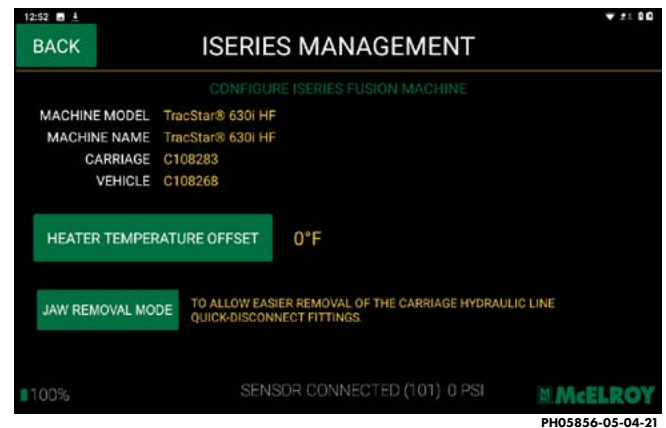 12:52
BACK
ISERIES MANAGEMENT
CONFIGURE ISERIES FUSION MACHINE
MACHINE MODEL TracStar® 630i HF
MACHINE NAME TracStar® 630i HF
CARRIAGE C108283
VEHICLE C108268
HEATER TEMPERATURE OFFSET 0°F
JAW REMOVAL MODE TO ALLOW EASIER REMOVAL OF THE CARRIAGE HYDRAULIC LINE
QUICK-DISCONNECT FITTINGS.
100% SENSOR CONNECTED (101) 0 PSI McELROY
PH05856-05-04-21